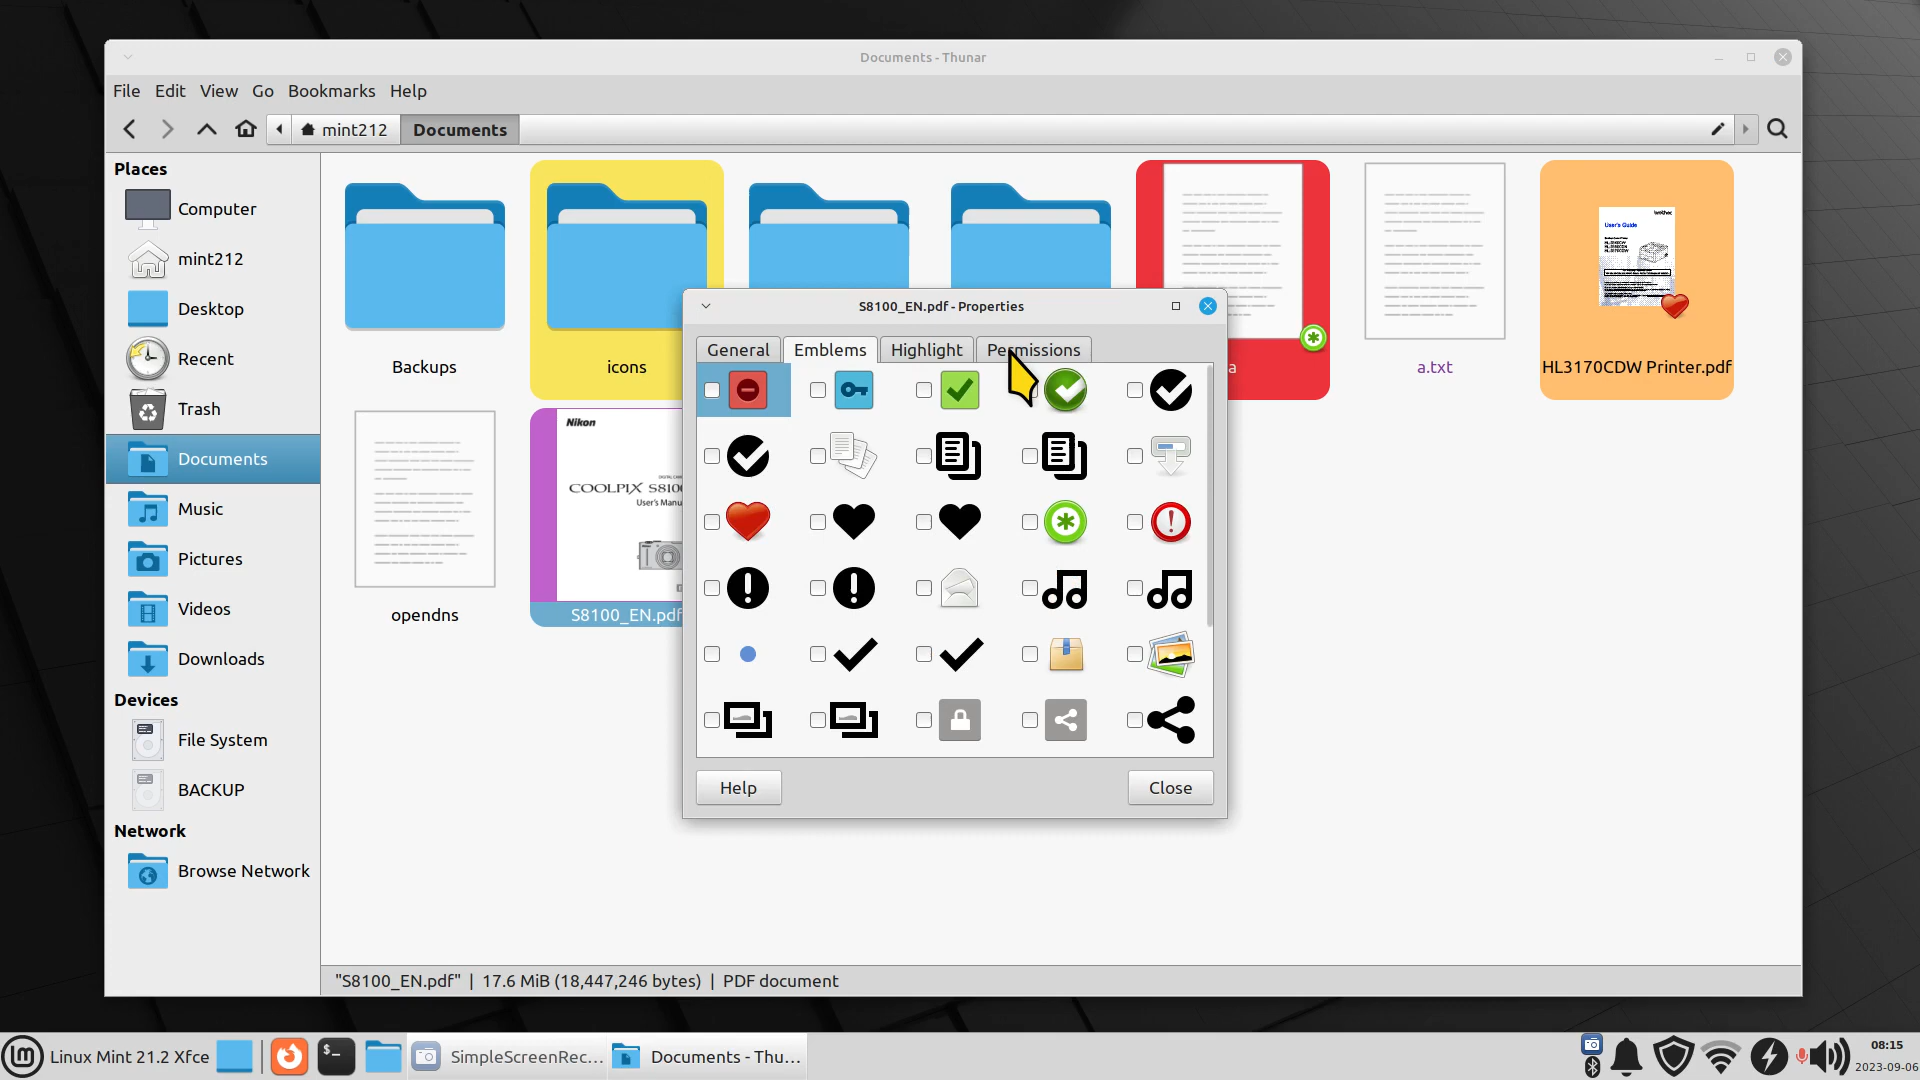 Documents - Thunar
File Edit View Go Bookmarks Help
mint212 Documents
Places
Computer
mint212
Desktop
Recent
Trash
Documents
Music
Pictures
Videos
Downloads
Devices
File System
BACKUP
Network
Browse Network
Backups
icons
a
a.txt
brother
User's Guide
HL3170CDW Printer.pdf
opendns
Nikon
COOLPIX S810
User's Manu
S8100_EN.pdf
S8100_EN.pdf - Properties
General Emblems Highlight Permissions
Help Close
"S8100_EN.pdf" | 17.6 MiB (18,447,246 bytes) | PDF document
Linux Mint 21.2 Xfce
SimpleScreenRec...
Documents - Thu...
08:15
2023-09-06